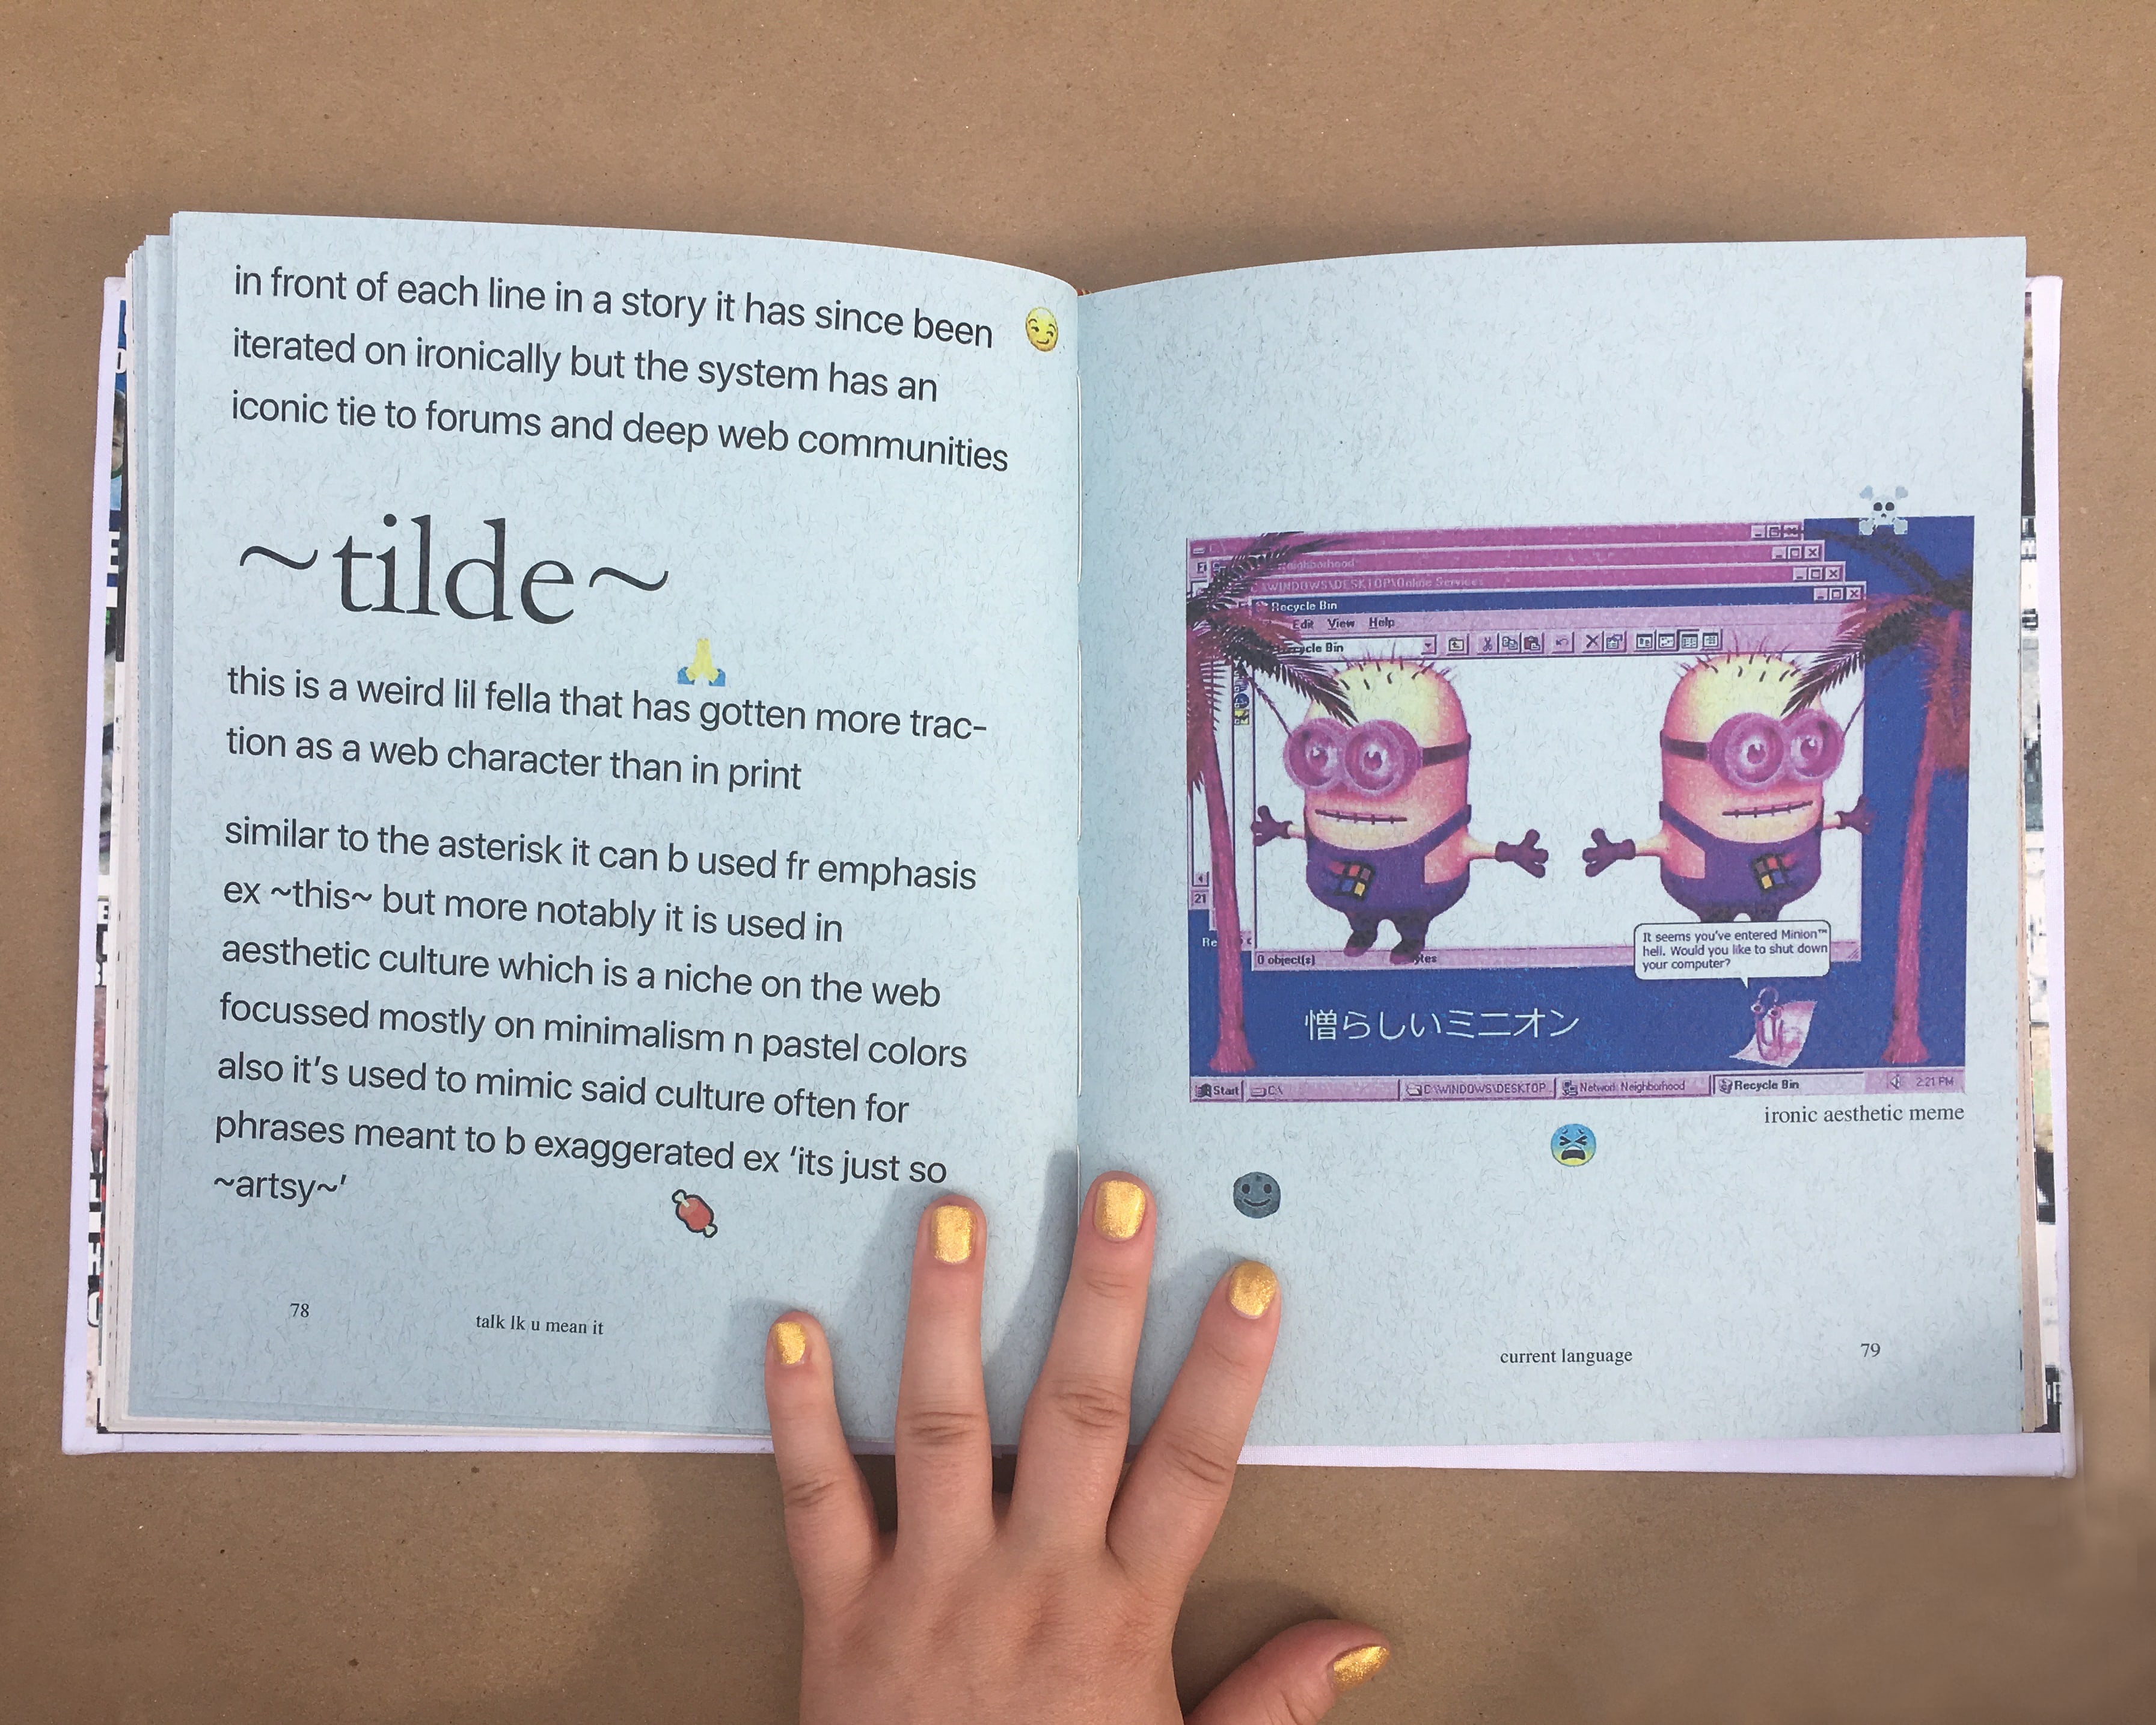 in front of each line in a story it has since been
iterated on ironically but the system has an
iconic tie to forums and deep web communities
~tilde~
this is a weird lil fella that has gotten more trac-
tion as a web character than in print
similar to the asterisk it can b used fr emphasis
ex ~this~ but more notably it is used in
aesthetic culture which is a niche on the web
focussed mostly on minimalism n pastel colors
also it's used to mimic said culture often for
phrases meant to b exaggerated ex 'its just so
~artsy~'
78
talk lk u mean it
Neighborhood
WINDOWS\DESKTOP\Online Services
Recycle Bin
Edit View Help
Recycle Bin
21
0 object(s)
It seems you've entered Minion™
hell. Would you like to shut down
your computer?
憎らしいミニオン
Start
C:\
C:\WINDOWS\DESKTOP...
Network Neighborhood
Recycle Bin
2:21 PM
ironic aesthetic meme
current language
79